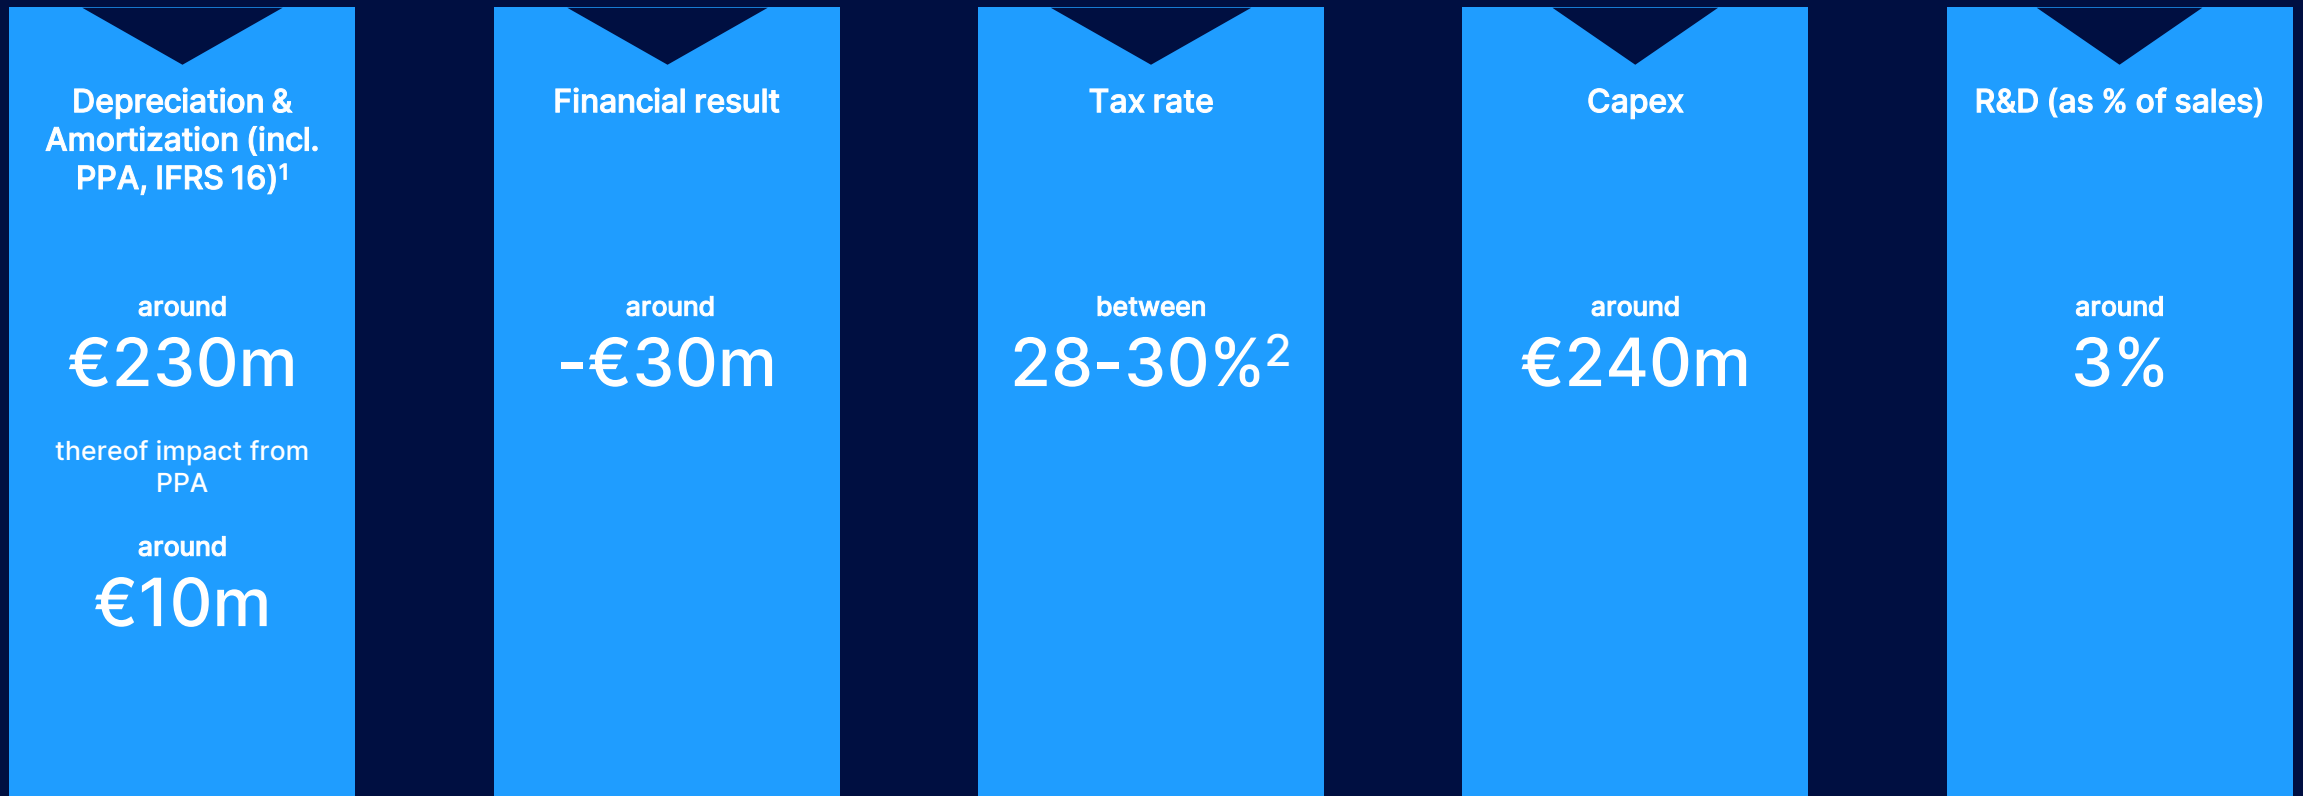 Depreciation &
Amortization (incl.
PPA, IFRS 16)¹
around
€230m
thereof impact from
PPA
around
€10m
Financial result
around
-€30m
Tax rate
between
28-30%²
Capex
around
€240m
R&D (as % of sales)
around
3%